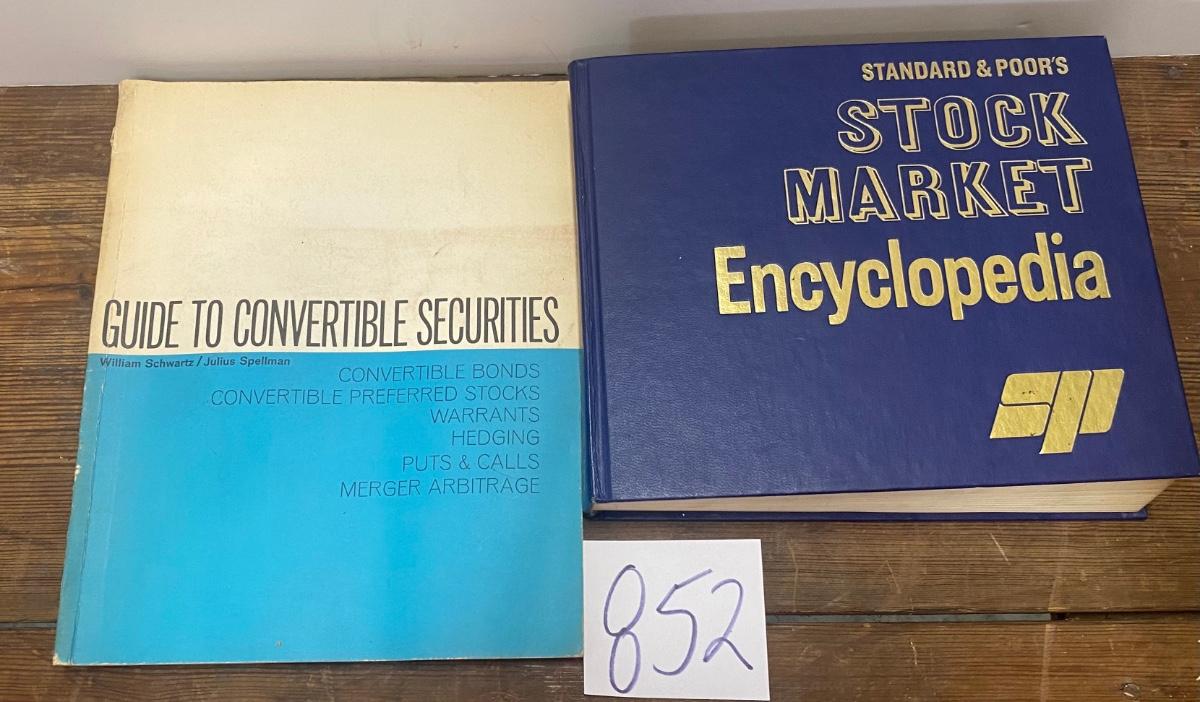 GUIDE TO CONVERTIBLE SECURITIES
William Schwartz/Julius Spellman
CONVERTIBLE BONDS
CONVERTIBLE PREFERRED STOCKS
WARRANTS
HEDGING
PUTS & CALLS
MERGER ARBITRAGE
STANDARD & POOR'S
STOCK
MARKET
Encyclopedia
sp
852